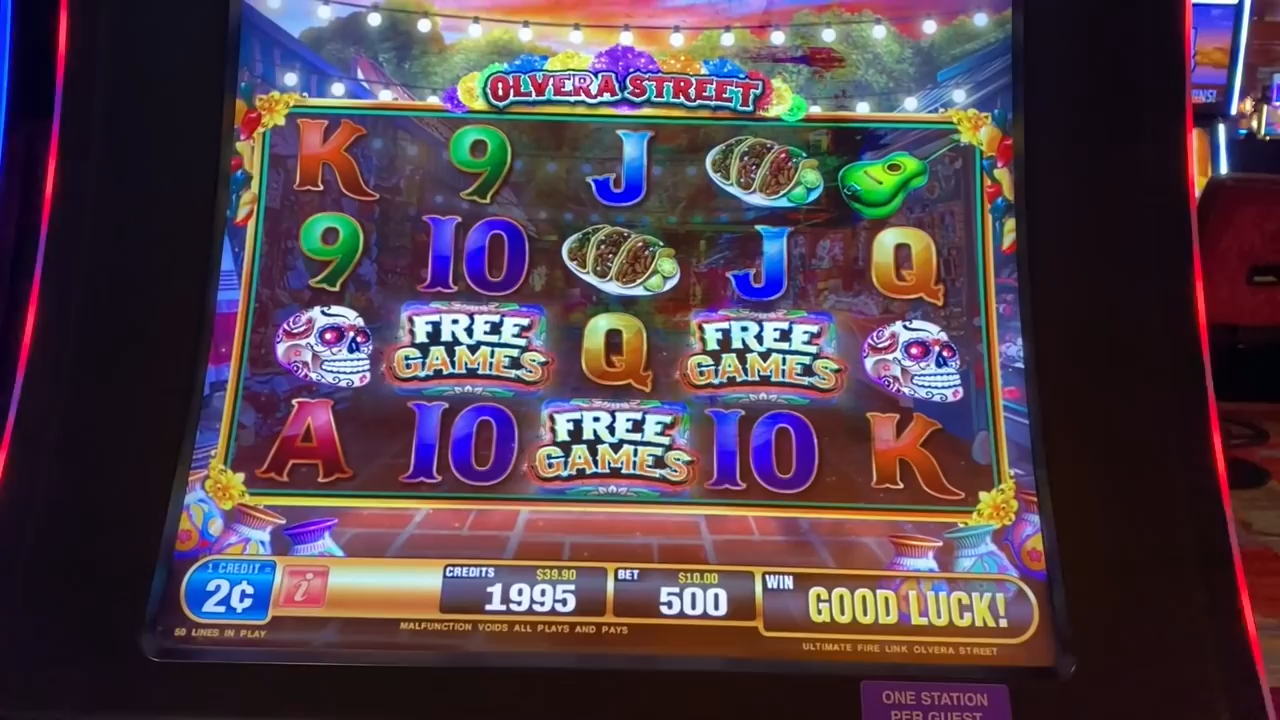 OLVERA STREET
K 9 J
9 10 J Q
FREE GAMES Q FREE GAMES
A 10 FREE GAMES 10 K
1 CREDIT =
2¢
i
CREDITS $39.90
1995
BET $10.00
500
WIN
GOOD LUCK!
50 LINES IN PLAY
MALFUNCTION VOIDS ALL PLAYS AND PAYS
ULTIMATE FIRE LINK OLVERA STREET
ONE STATION
PER GUEST